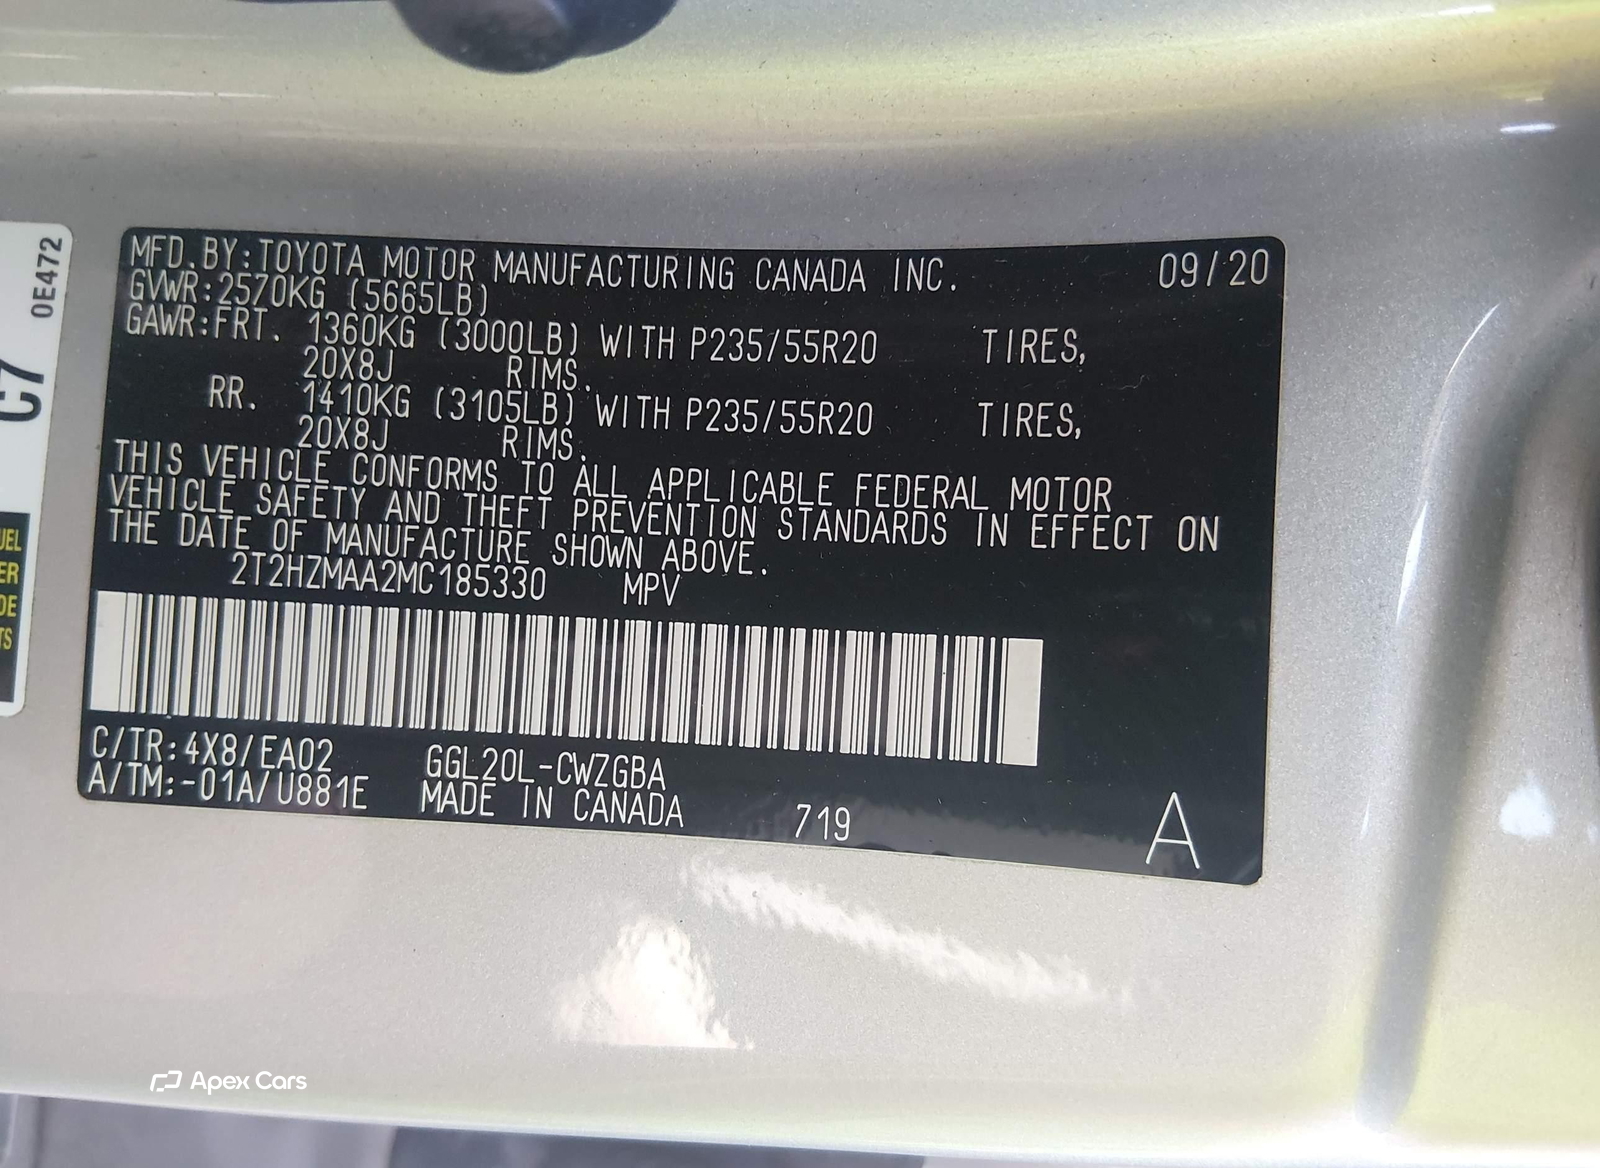 MFD.BY:TOYOTA MOTOR MANUFACTURING CANADA INC. 09/20
GVWR:2570KG (5665LB)
GAWR:FRT. 1360KG (3000LB) WITH P235/55R20 TIRES,
20X8J RIMS.
RR. 1410KG (3105LB) WITH P235/55R20 TIRES,
20X8J RIMS.
THIS VEHICLE CONFORMS TO ALL APPLICABLE FEDERAL MOTOR
VEHICLE SAFETY AND THEFT PREVENTION STANDARDS IN EFFECT ON
THE DATE OF MANUFACTURE SHOWN ABOVE.
2T2HZMAA2MC185330 MPV
C/TR:4X8/EA02 GGL20L-CWZGBA
A/TM:-01A/U881E MADE IN CANADA 719 A
0E472
C7
Apex Cars